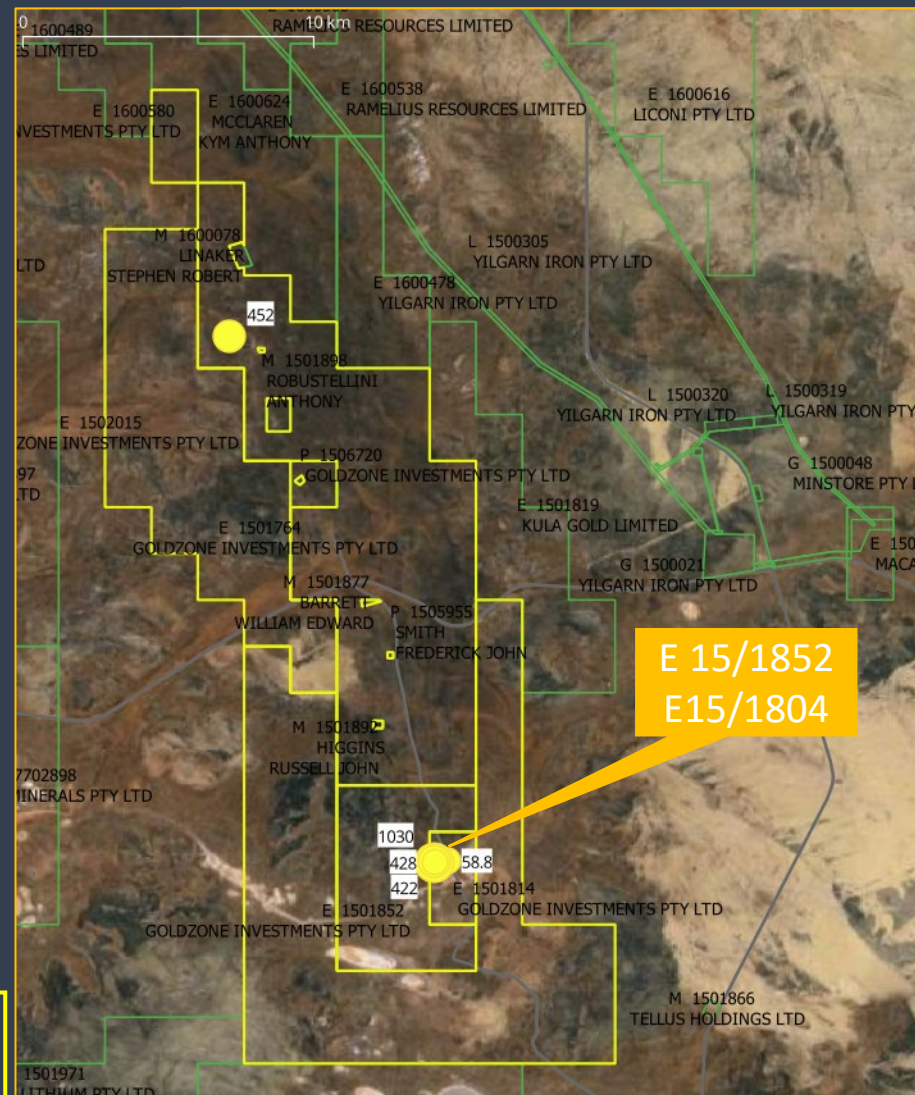 0 10 km
RAMELIUS RESOURCES LIMITED
E 1600489
ES LIMITED
E 1600538
RAMELIUS RESOURCES LIMITED
E 1600616
LICONI PTY LTD
E 1600580
NVESTMENTS PTY LTD
E 1600624
MCCLAREN
KYM ANTHONY
M 1600078
LINAKER
STEPHEN ROBERT
LTD
L 1500305
YILGARN IRON PTY LTD
E 1600478
YILGARN IRON PTY LTD
452
M 1501898
ROBUSTELLINI
ANTHONY
L 1500320
YILGARN IRON PTY LTD
L 1500319
YILGARN IRON PTY
E 1502015
ZONE INVESTMENTS PTY LTD
P 1506720
GOLDZONE INVESTMENTS PTY LTD
97
LTD
G 1500048
MINSTORE PTY L
E 1501819
KULA GOLD LIMITED
E 1501764
GOLDZONE INVESTMENTS PTY LTD
E 150
MACA
G 1500021
YILGARN IRON PTY LTD
M 1501877
BARRETT
WILLIAM EDWARD
P 1505955
SMITH
FREDERICK JOHN
E 15/1852
E15/1804
M 1501892
HIGGINS
RUSSELL JOHN
7702898
MINERALS PTY LTD
1030
428
58.8
422
E 1501814
GOLDZONE INVESTMENTS PTY LTD
E 1501852
GOLDZONE INVESTMENTS PTY LTD
M 1501866
TELLUS HOLDINGS LTD
1501971
LITHIUM PTY LTD